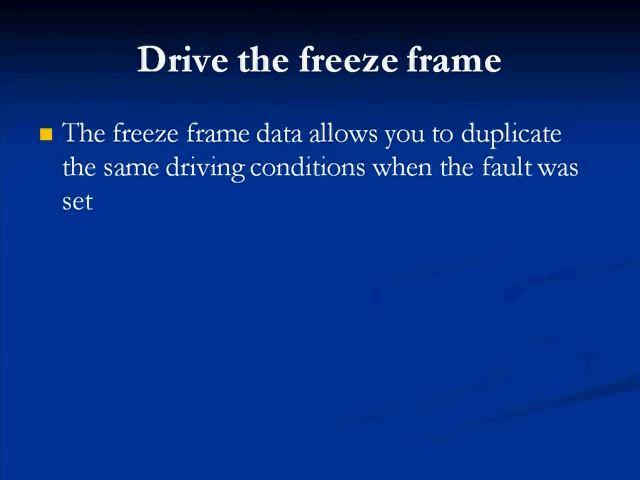 Drive the freeze frame
The freeze frame data allows you to duplicate
the same driving conditions when the fault was
set